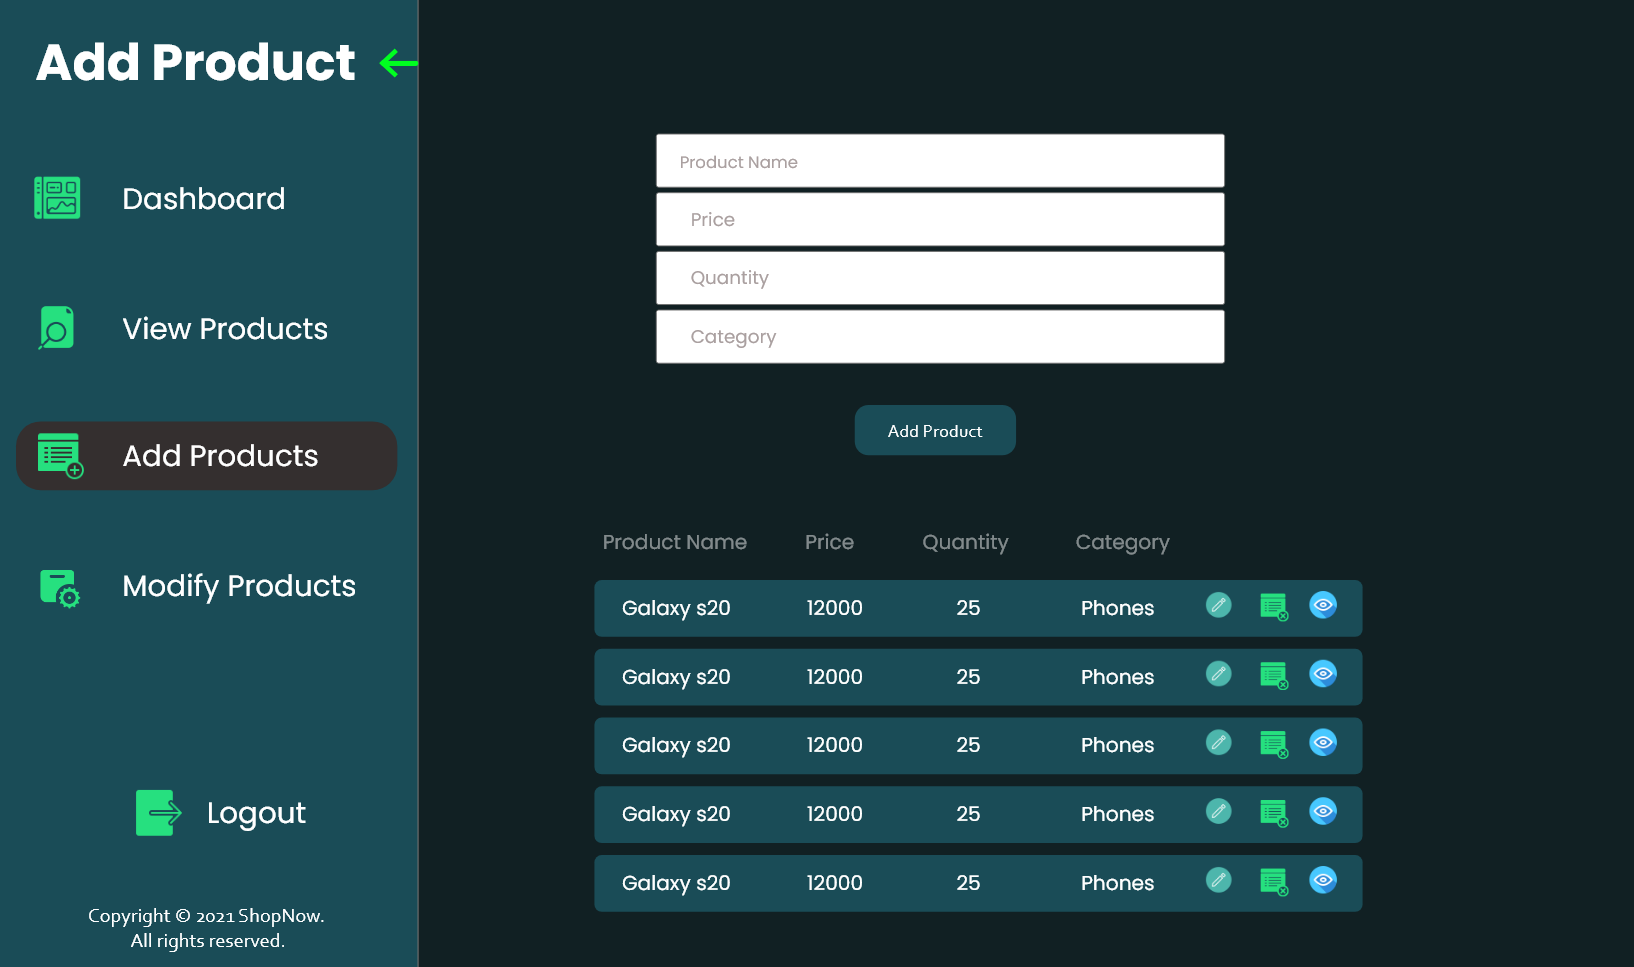 Add Product
Dashboard
View Products
Add Products
Modify Products
Logout
Copyright © 2021 ShopNow.
All rights reserved.
Product Name
Price
Quantity
Category
Add Product
Product Name Price Quantity Category
Galaxy s20 12000 25 Phones
Galaxy s20 12000 25 Phones
Galaxy s20 12000 25 Phones
Galaxy s20 12000 25 Phones
Galaxy s20 12000 25 Phones